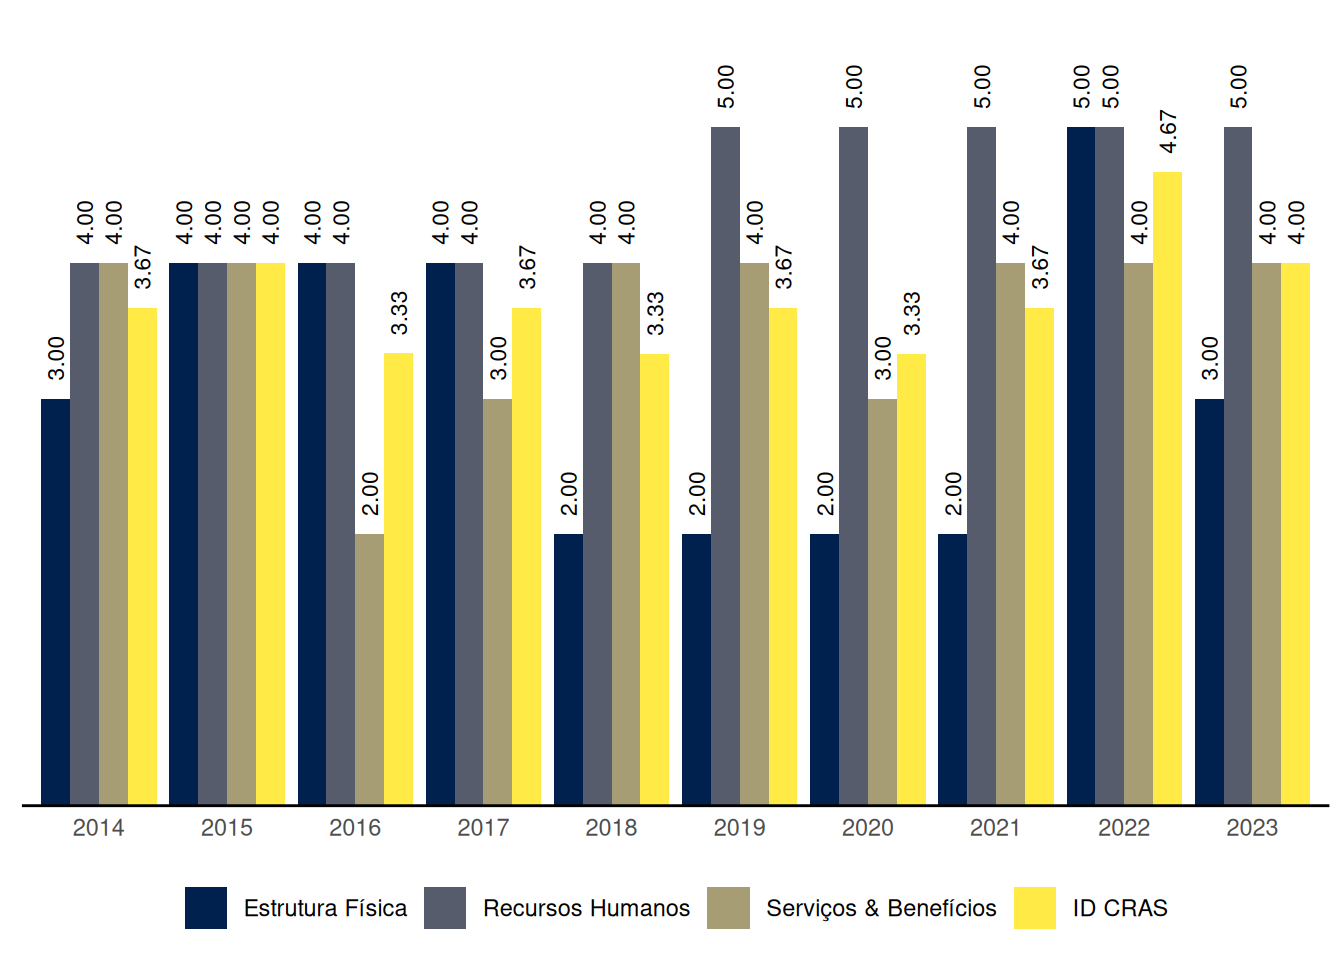 3.00 4.00 4.00 3.67 4.00 4.00 4.00 4.00 4.00 4.00 2.00 3.33 4.00 4.00 3.00 3.67 2.00 4.00 4.00 3.33 2.00 5.00 4.00 3.67 2.00 5.00 3.00 3.33 2.00 5.00 4.00 3.67 5.00 5.00 4.00 4.67 3.00 5.00 4.00 4.00
2014 2015 2016 2017 2018 2019 2020 2021 2022 2023
Estrutura Física Recursos Humanos Serviços & Benefícios ID CRAS